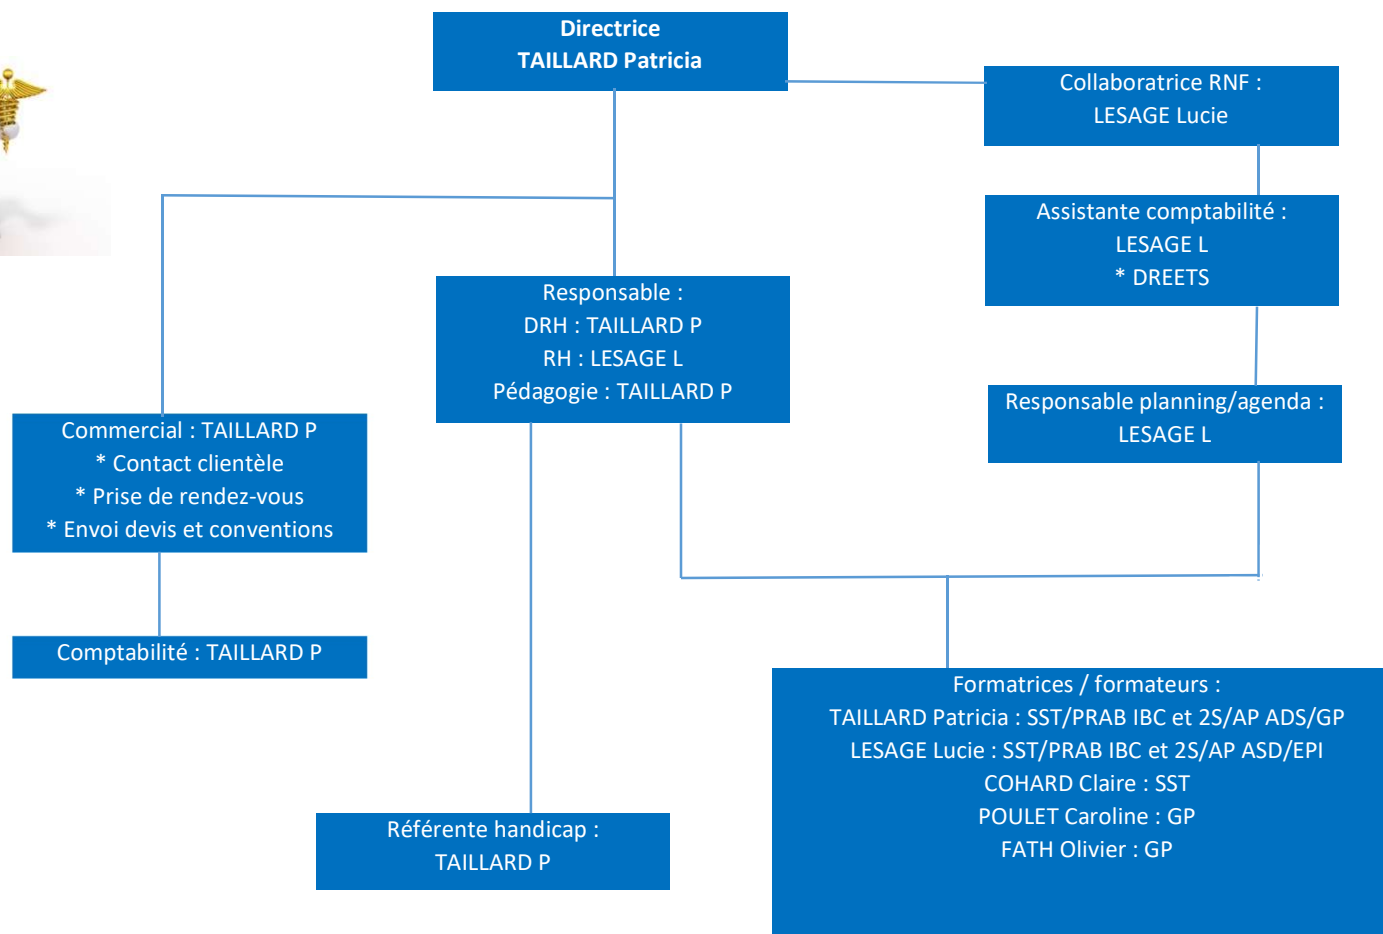 Directrice
TAILLARD Patricia
Collaboratrice RNF :
LESAGE Lucie
Assistante comptabilité :
LESAGE L
* DREETS
Responsable :
DRH : TAILLARD P
RH : LESAGE L
Pédagogie : TAILLARD P
Responsable planning/agenda :
LESAGE L
Commercial : TAILLARD P
* Contact clientèle
* Prise de rendez-vous
* Envoi devis et conventions
Comptabilité : TAILLARD P
Formatrices / formateurs :
TAILLARD Patricia : SST/PRAB IBC et 2S/AP ADS/GP
LESAGE Lucie : SST/PRAB IBC et 2S/AP ASD/EPI
COHARD Claire : SST
POULET Caroline : GP
FATH Olivier : GP
Référente handicap :
TAILLARD P